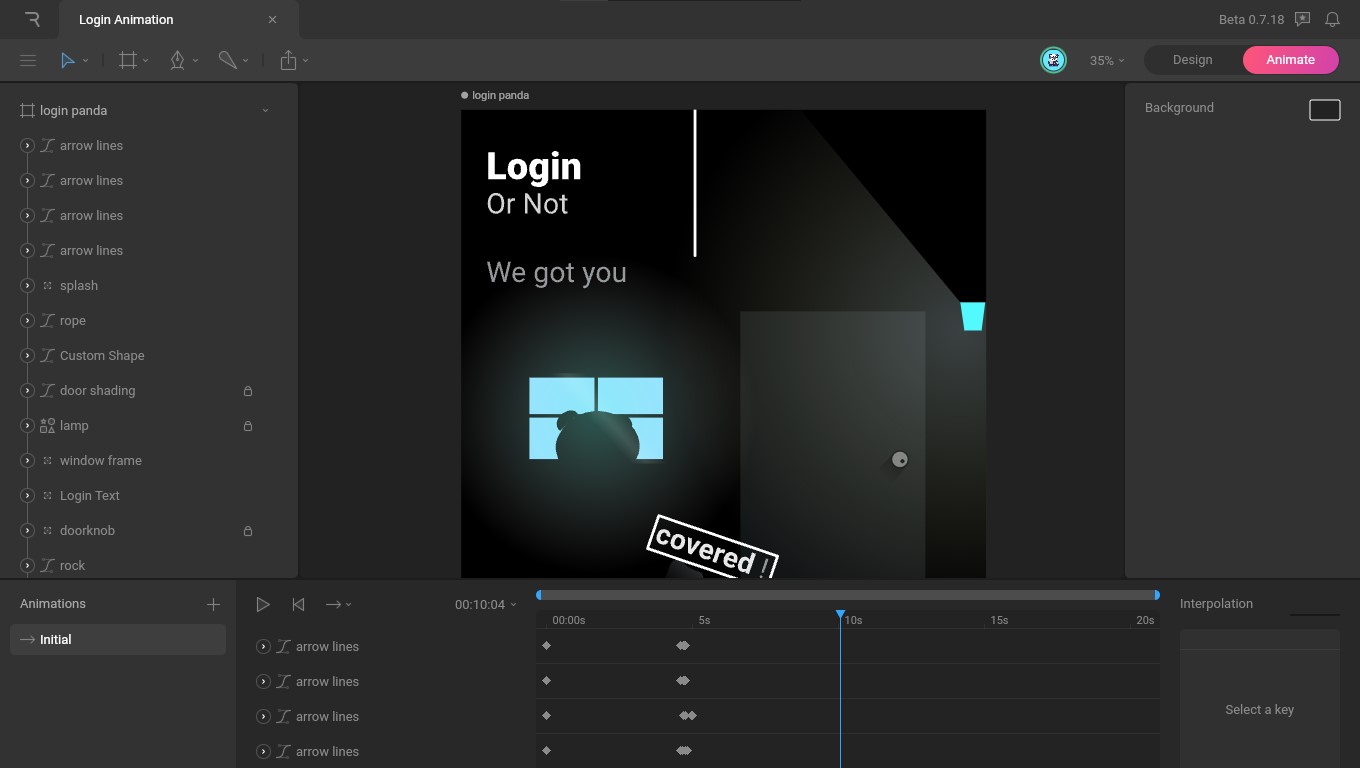 Login Animation
Beta 0.7.18
35%
Design
Animate
login panda
arrow lines
arrow lines
arrow lines
arrow lines
splash
rope
Custom Shape
door shading
lamp
window frame
Login Text
doorknob
rock
login panda
Login
Or Not
We got you
covered !
Background
Animations
Initial
00:10:04
00:00s
5s
10s
15s
20s
arrow lines
arrow lines
arrow lines
arrow lines
Interpolation
Select a key